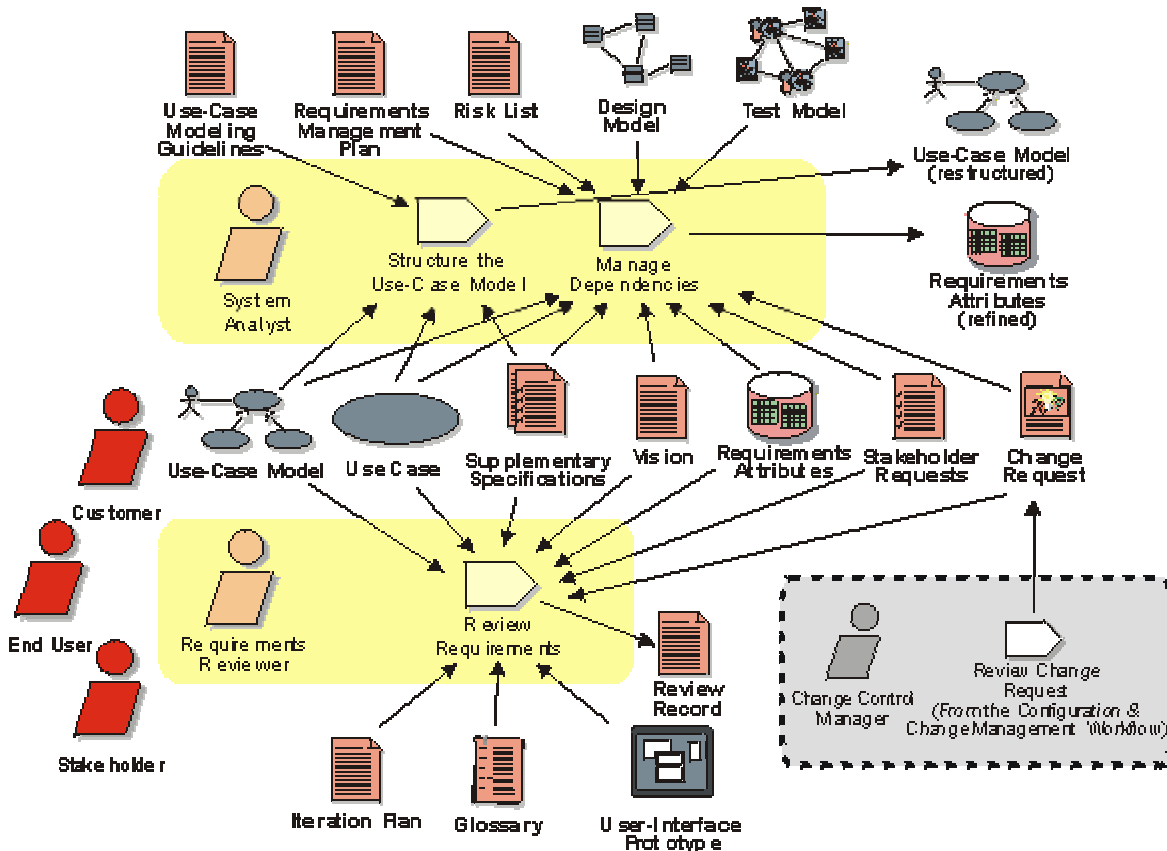 Use-Case
Modeling
Guidelines
Requirements
Management
Plan
Risk List
Design
Model
Test Model
Use-Case Model
(restructured)
System
Analyst
Structure the
Use-Case Model
Manage
Dependencies
Requirements
Attributes
(refined)
Customer
Use-Case Model
Use Case
Supplementary
Specifications
Vision
Requirements
Attributes
Stakeholder
Requests
Change
Request
End User
Stakeholder
Requirements
Reviewer
Review
Requirements
Review
Record
Change Control
Manager
Review Change
Request
(From the Configuration &
Change Management Workflow)
Iteration Plan
Glossary
User-Interface
Prototype